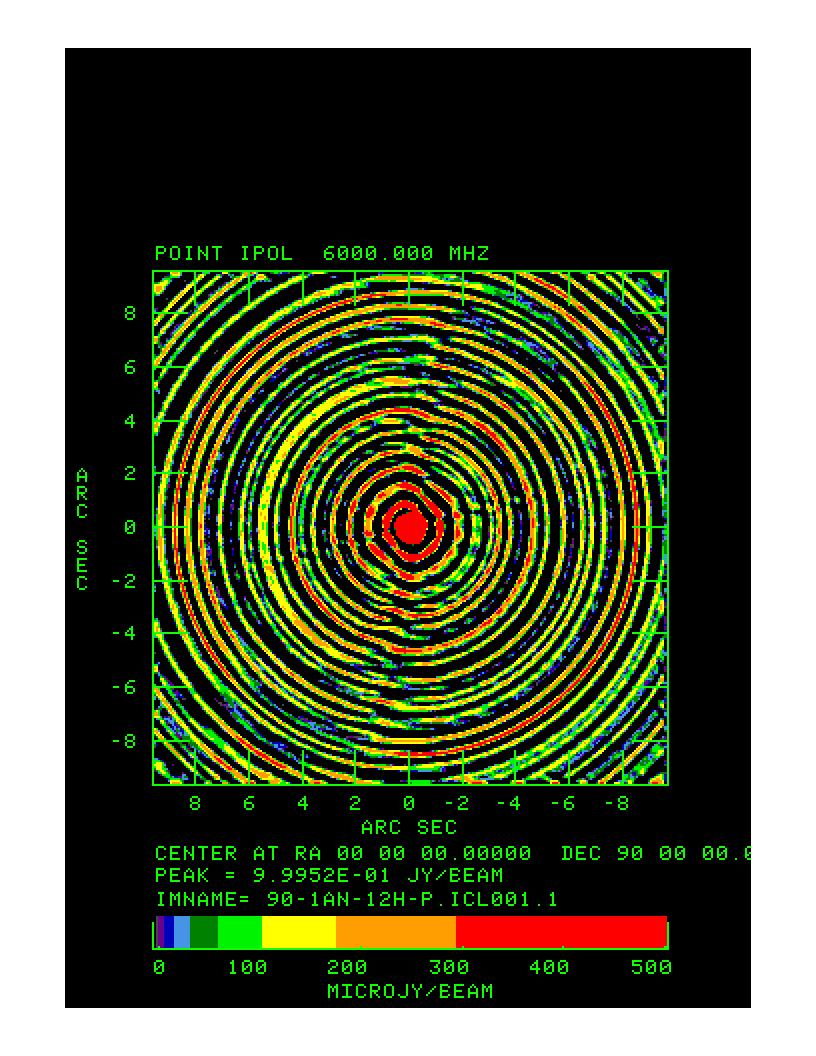 POINT IPOL 6000.000 MHZ
8
6
4
2
0
-2
-4
-6
-8
ARC SEC
8 6 4 2 0 -2 -4 -6 -8
ARC SEC
CENTER AT RA 00 00 00.00000 DEC 90 00 00.0
PEAK = 9.9952E-01 JY/BEAM
IMNAME= 90-1AN-12H-P.ICL001.1
0 100 200 300 400 500
MICROJY/BEAM